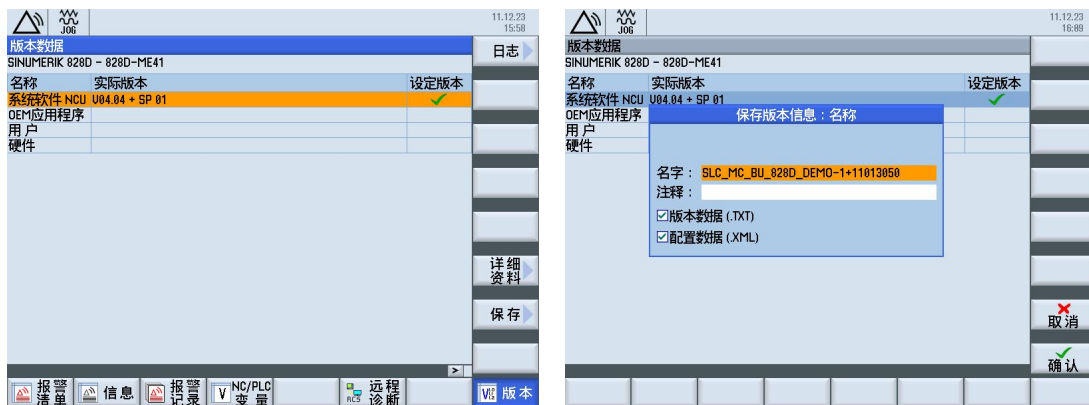 JOG
11.12.23
15:58
版本数据
SINUMERIK 828D - 828D-ME41
名称 实际版本 设定版本
系统软件 NCU V04.04 + SP 01
OEM应用程序
用户
硬件
日志
详细
资料
保存
报警
清单
信息
报警
记录
V NC/PLC
变量
RCS 远程
诊断
版本
JOG
11.12.23
16:09
版本数据
SINUMERIK 828D - 828D-ME41
名称 实际版本 设定版本
系统软件 NCU V04.04 + SP 01
OEM应用程序
用户
硬件
保存版本信息：名称
名字： SLC_MC_BU_828D_DEMO-1+11013050
注释：
版本数据 (.TXT)
配置数据 (.XML)
取消
确认